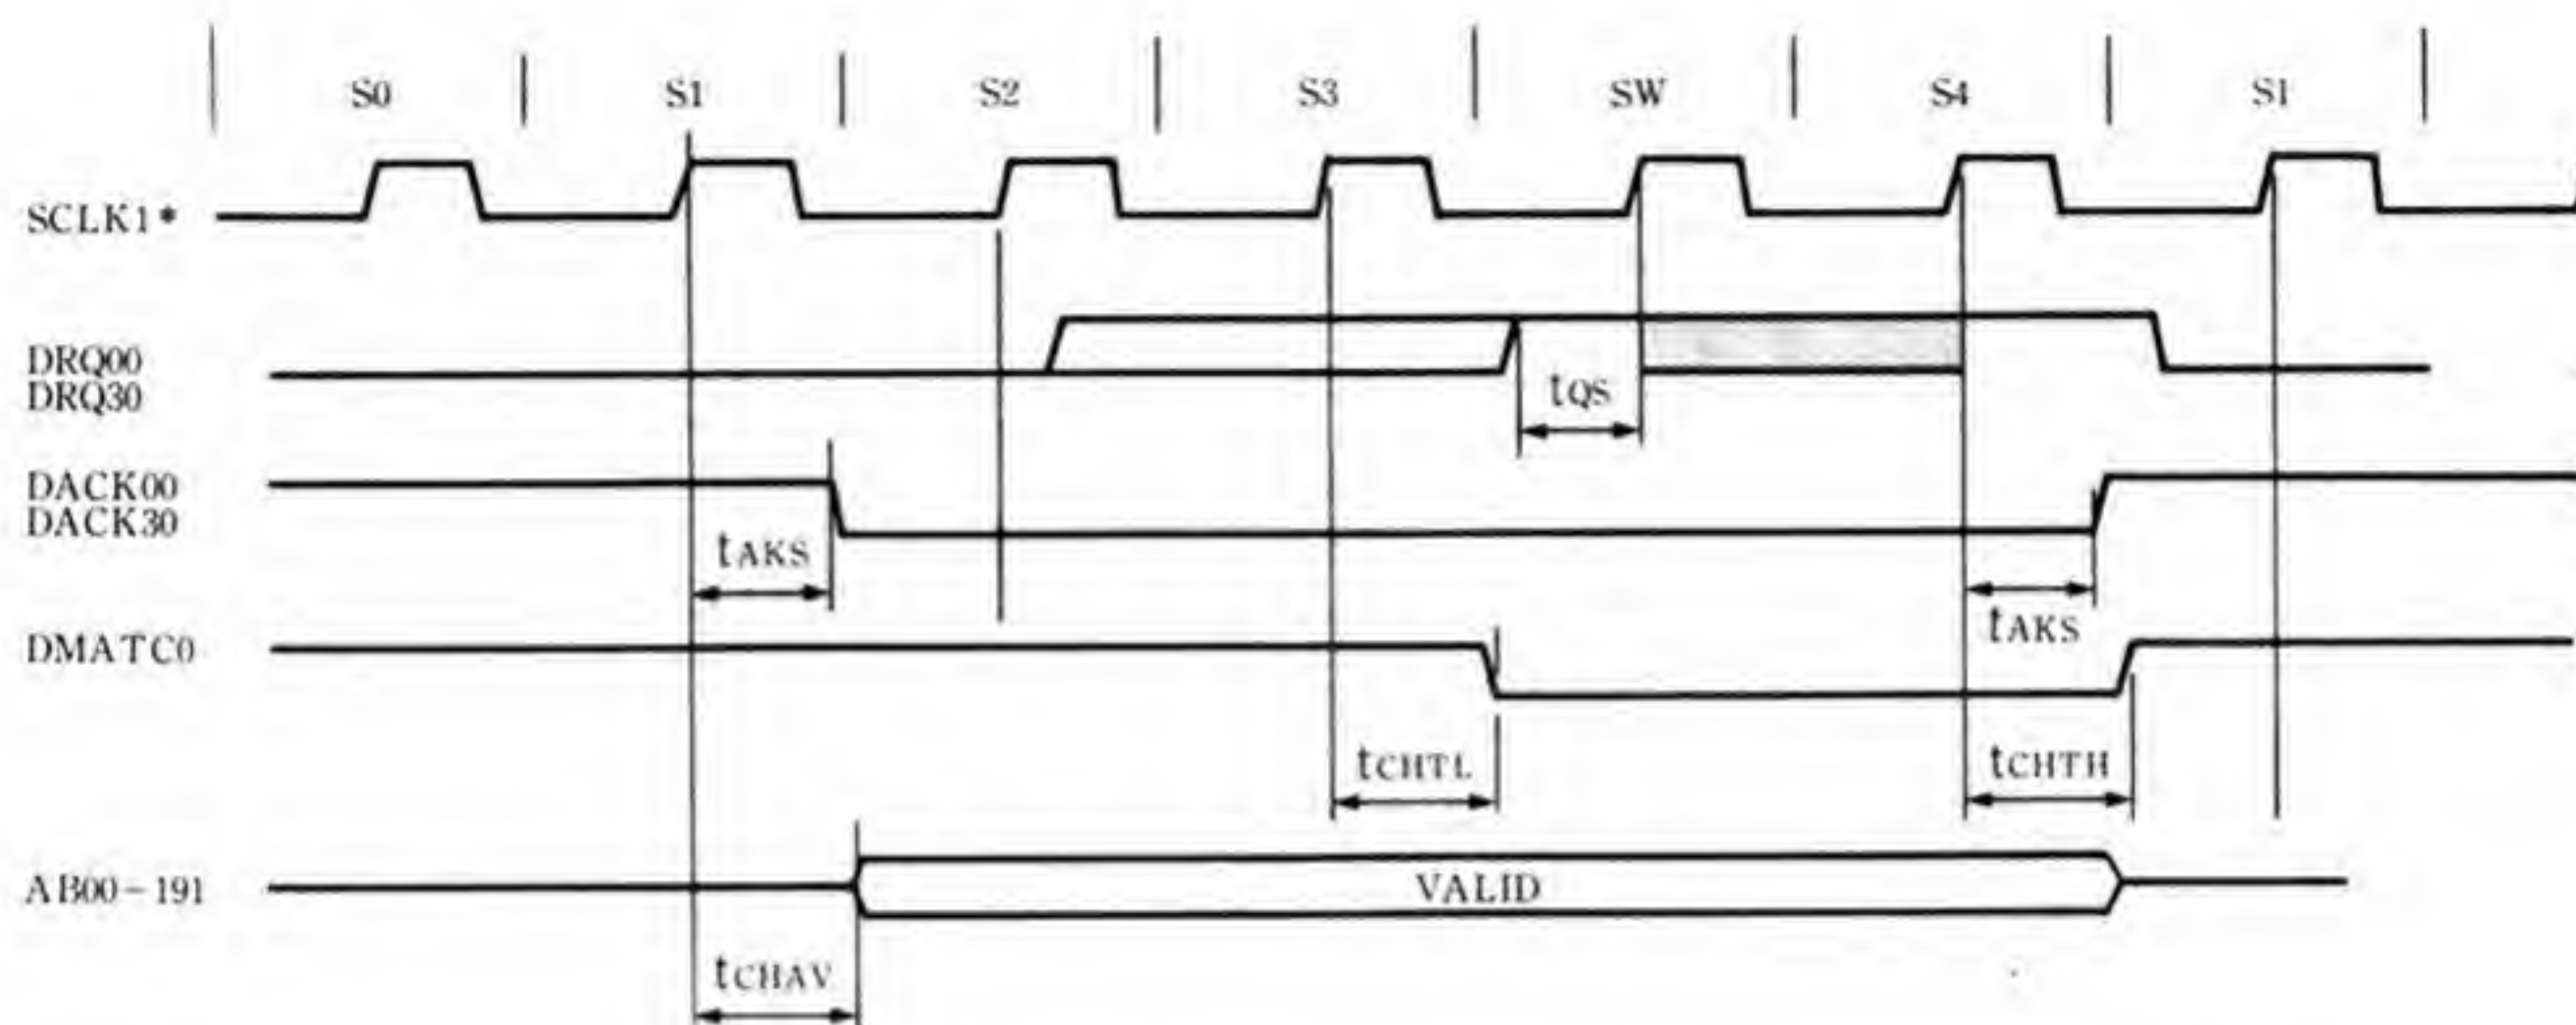 S0 S1 S2 S3 SW S4 S1
SCLK1*
DRQ00
DRQ30
tQS
DACK00
DACK30
tAKS
tAKS
DMATC0
tCHTL
tCHTH
AB00-191
VALID
tCHAV